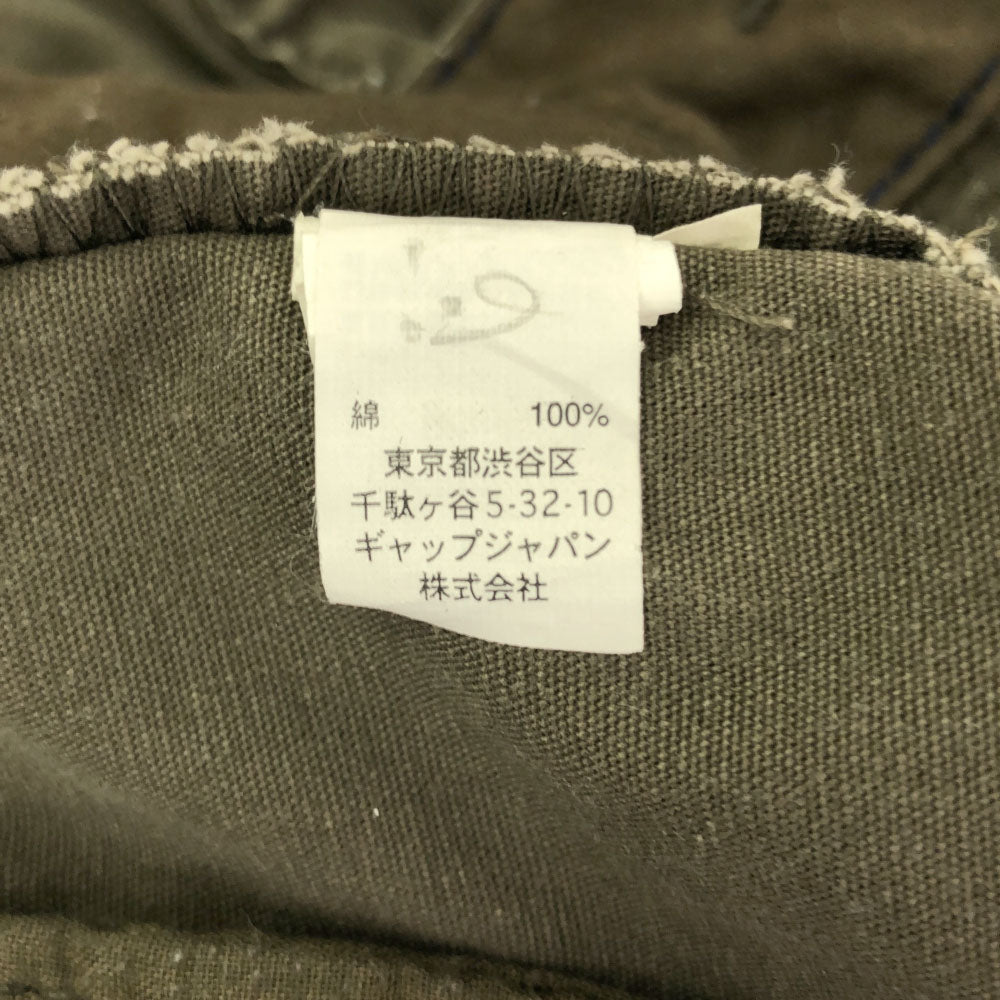 綿 100%
東京都渋谷区
千駄ヶ谷5-32-10
ギャップジャパン
株式会社